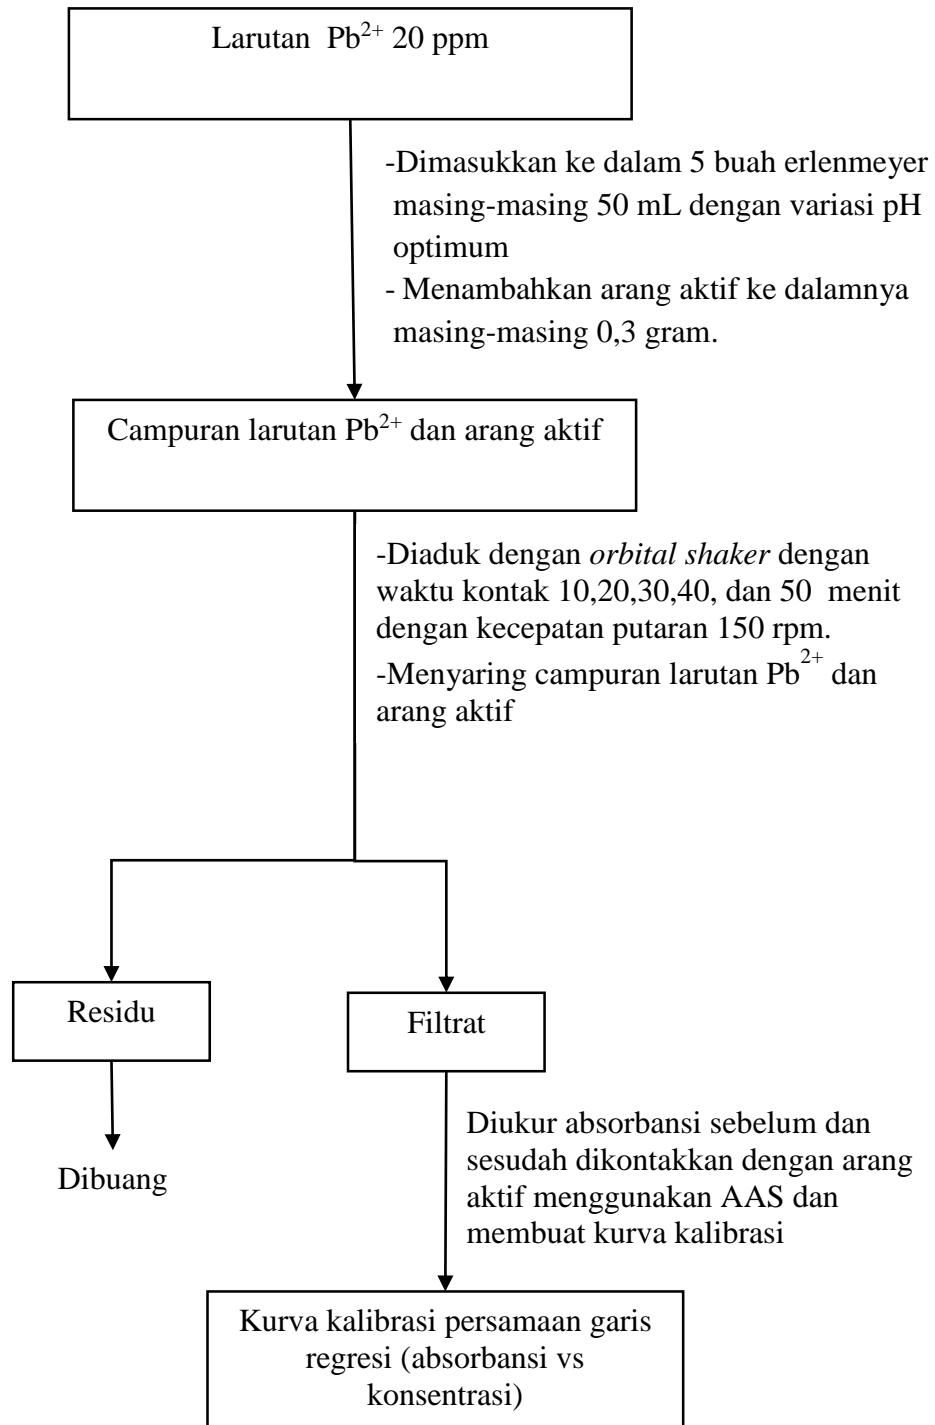 Larutan Pb²⁺ 20 ppm
-Dimasukkan ke dalam 5 buah erlenmeyer
masing-masing 50 mL dengan variasi pH
optimum
- Menambahkan arang aktif ke dalamnya
masing-masing 0,3 gram.
Campuran larutan Pb²⁺ dan arang aktif
-Diaduk dengan orbital shaker dengan
waktu kontak 10,20,30,40, dan 50 menit
dengan kecepatan putaran 150 rpm.
-Menyaring campuran larutan Pb²⁺ dan
arang aktif
Residu
Filtrat
Dibuang
Diukur absorbansi sebelum dan
sesudah dikontakkan dengan arang
aktif menggunakan AAS dan
membuat kurva kalibrasi
Kurva kalibrasi persamaan garis
regresi (absorbansi vs
konsentrasi)